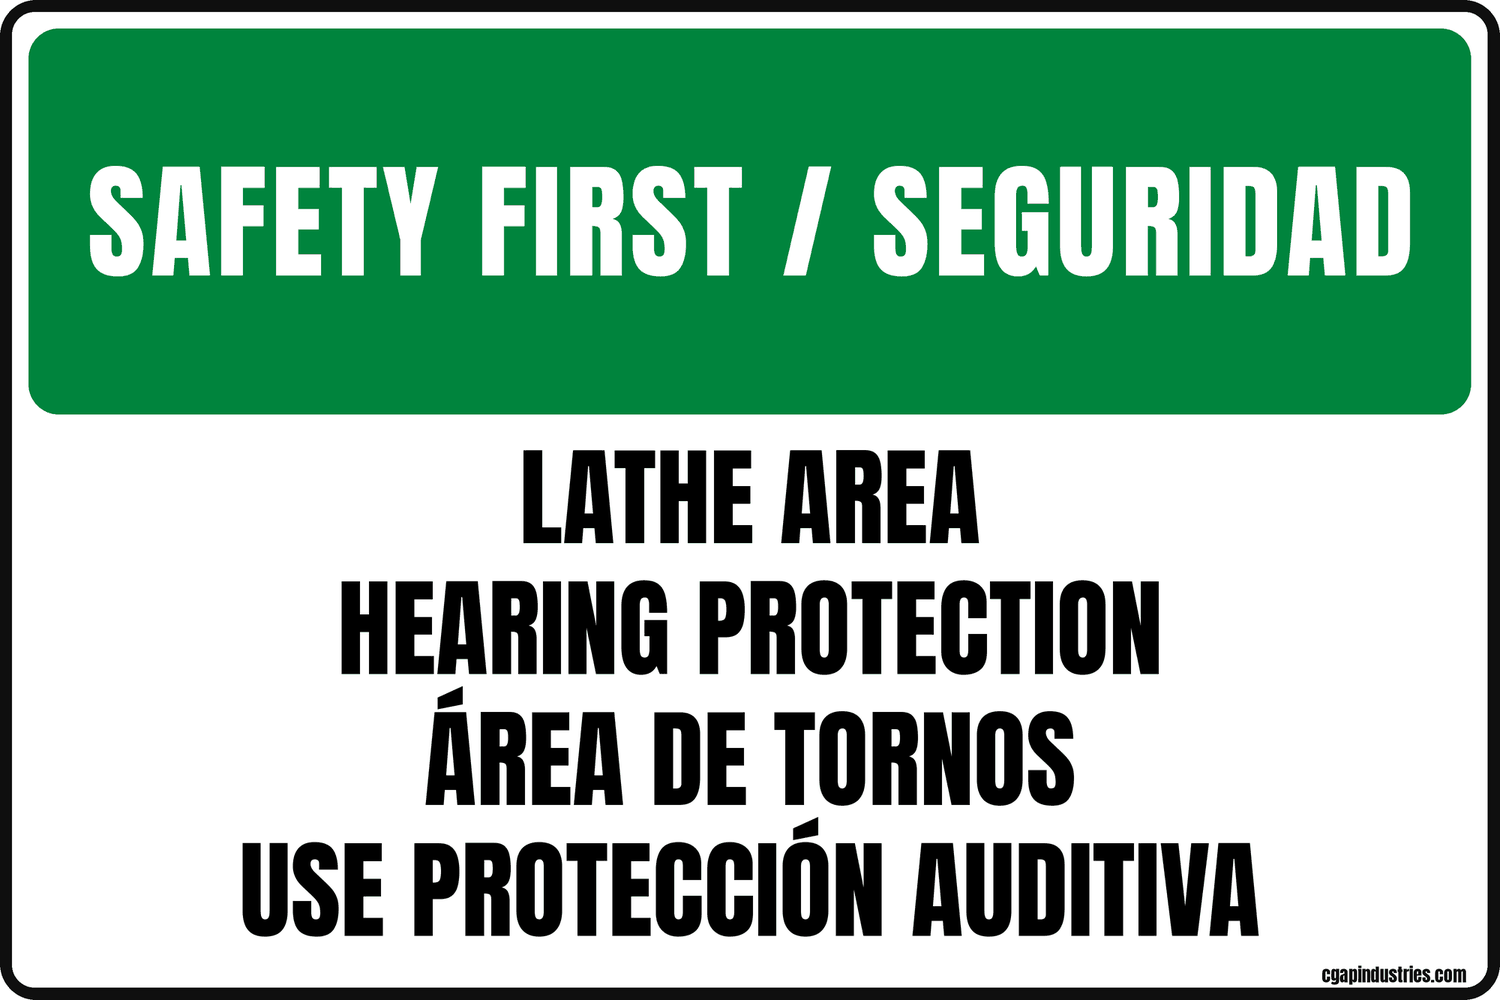 SAFETY FIRST / SEGURIDAD
LATHE AREA
HEARING PROTECTION
ÁREA DE TORNOS
USE PROTECCIÓN AUDITIVA
cgapindustries.com